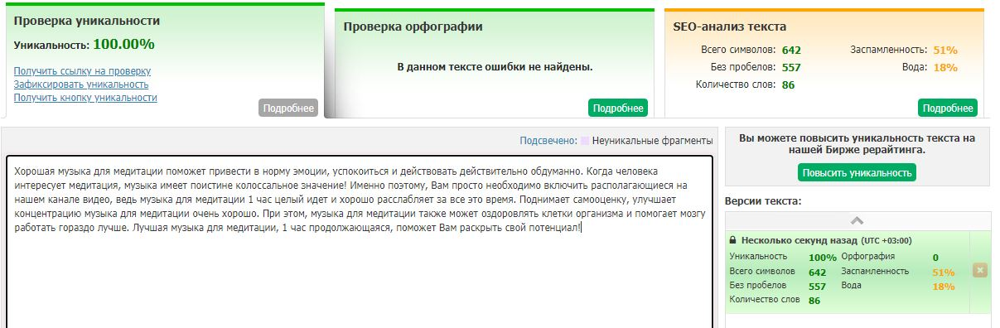 Проверка уникальности
Уникальность: 100.00%
Получить ссылку на проверку
Зафиксировать уникальность
Получить кнопку уникальности
Подробнее
Проверка орфографии
В данном тексте ошибки не найдены.
Подробнее
SEO-анализ текста
Всего символов: 642 Заспамленность: 51%
Без пробелов: 557 Вода: 18%
Количество слов: 86
Подробнее
Подсвечено: Неуникальные фрагменты
Хорошая музыка для медитации поможет привести в норму эмоции, успокоиться и действовать действительно обдуманно. Когда человека
интересует медитация, музыка имеет поистине колоссальное значение! Именно поэтому, Вам просто необходимо включить располагающиеся на
нашем канале видео, ведь музыка для медитации 1 час целый идет и хорошо расслабляет за все это время. Поднимает самооценку, улучшает
концентрацию музыка для медитации очень хорошо. При этом, музыка для медитации также может оздоровлять клетки организма и помогает мозгу
работать гораздо лучше. Лучшая музыка для медитации, 1 час продолжающаяся, поможет Вам раскрыть свой потенциал!
Вы можете повысить уникальность текста на
нашей Бирже рерайтинга.
Повысить уникальность
Версии текста:
Несколько секунд назад (UTC +03:00)
Уникальность 100% Орфография 0
Всего символов 642 Заспамленность 51%
Без пробелов 557 Вода 18%
Количество слов 86